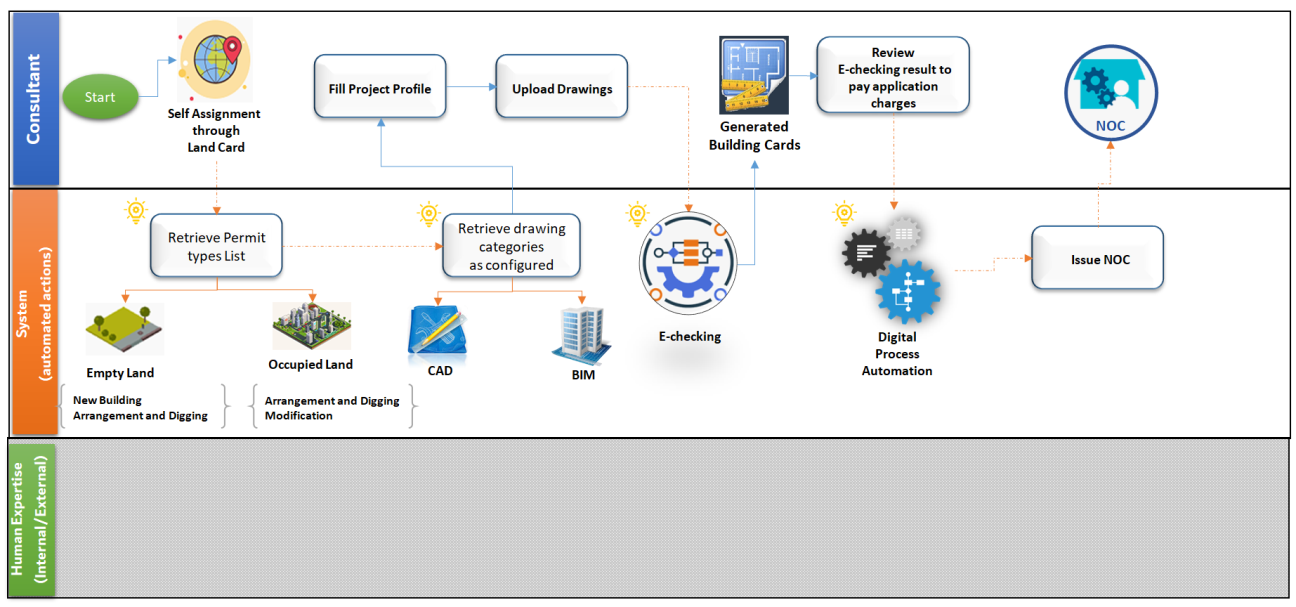 Consultant
Start
Self Assignment
through
Land Card
Fill Project Profile
Upload Drawings
Generated
Building Cards
Review
E-checking result to
pay application
charges
NOC
System
(automated actions)
Retrieve Permit
types List
Retrieve drawing
categories
as configured
E-checking
Digital
Process
Automation
Issue NOC
Empty Land
Occupied Land
CAD
BIM
New Building
Arrangement and Digging
Arrangement and Digging
Modification
Human Expertise
(Internal/External)